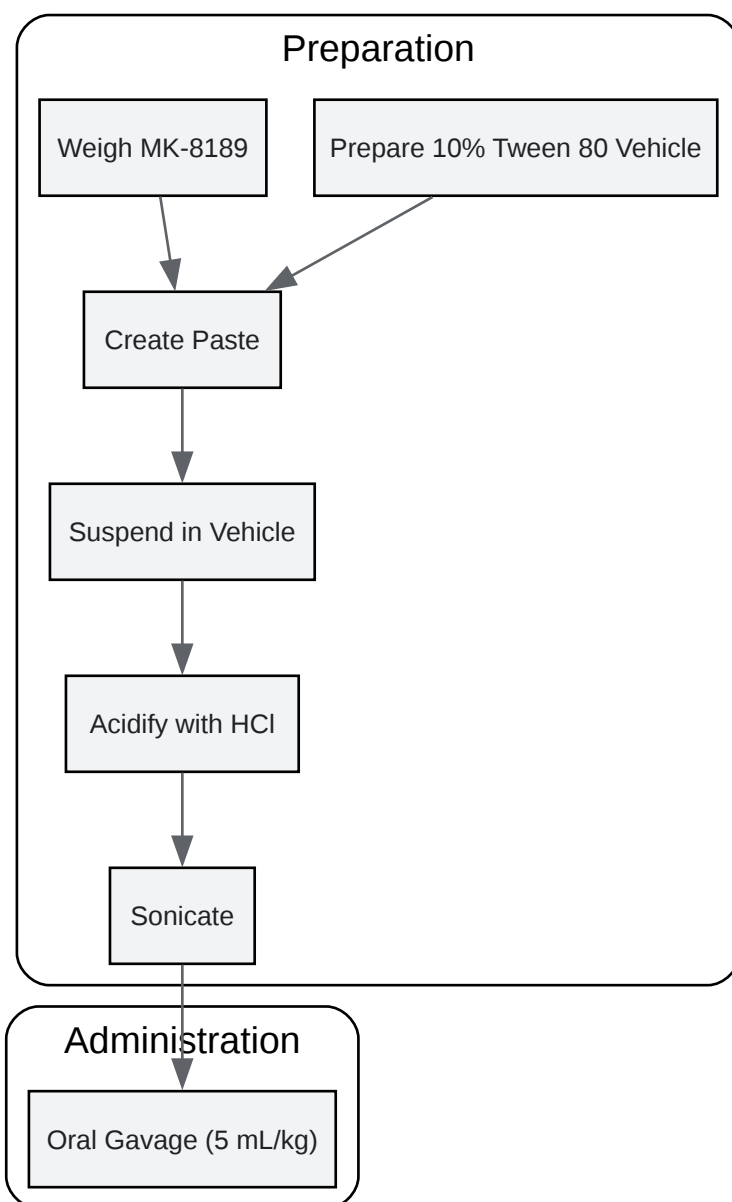 Preparation
Weigh MK-8189
Prepare 10% Tween 80 Vehicle
Create Paste
Suspend in Vehicle
Acidify with HCl
Sonicate
Administration
Oral Gavage (5 mL/kg)